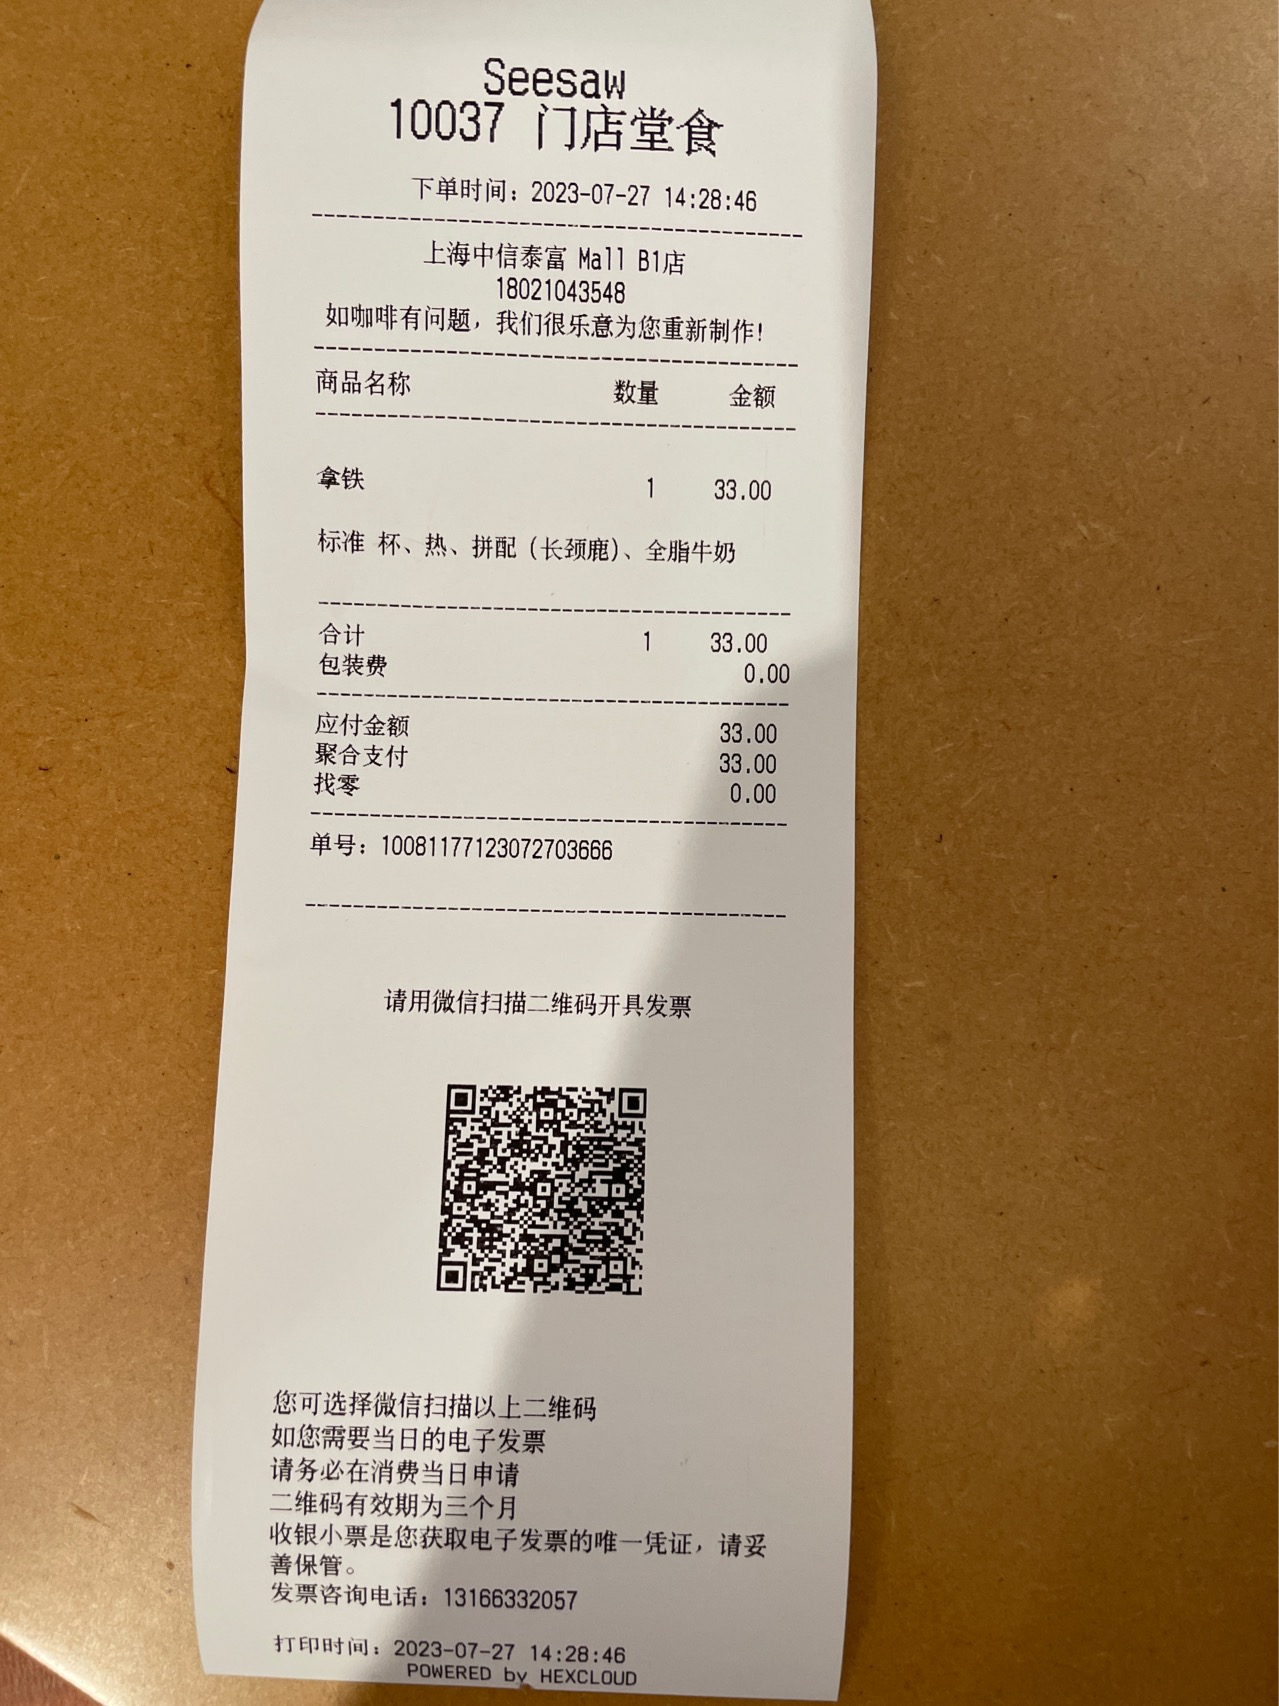 Seesaw
10037 门店堂食
下单时间：2023-07-27 14:28:46
上海中信泰富 Mall B1店
18021043548
如咖啡有问题，我们很乐意为您重新制作！
商品名称 数量 金额
拿铁 1 33.00
标准 杯、热、拼配（长颈鹿）、全脂牛奶
合计 1 33.00
包装费 0.00
应付金额 33.00
聚合支付 33.00
找零 0.00
单号：10081177123072703666
请用微信扫描二维码开具发票
您可选择微信扫描以上二维码
如您需要当日的电子发票
请务必在消费当日申请
二维码有效期为三个月
收银小票是您获取电子发票的唯一凭证，请妥
善保管。
发票咨询电话：13166332057
打印时间：2023-07-27 14:28:46
POWERED by HEXCLOUD